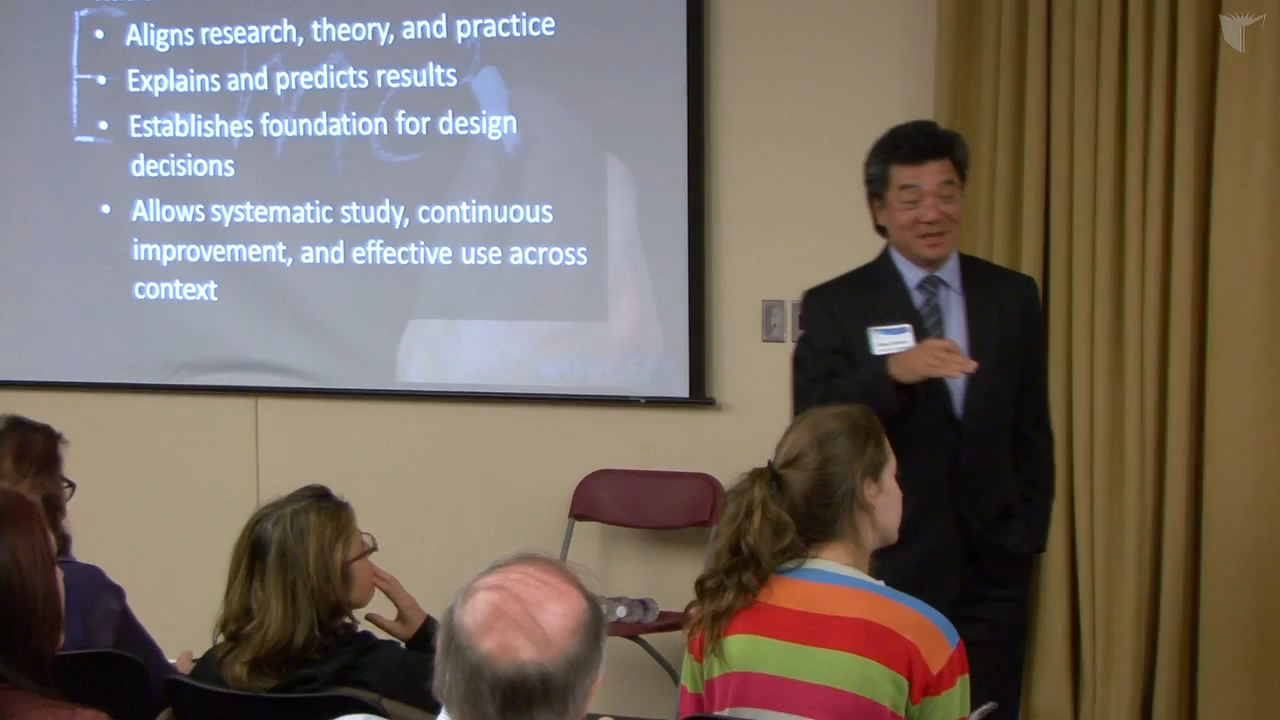 • Aligns research, theory, and practice
• Explains and predicts results
• Establishes foundation for design
decisions
• Allows systematic study, continuous
improvement, and effective use across
context